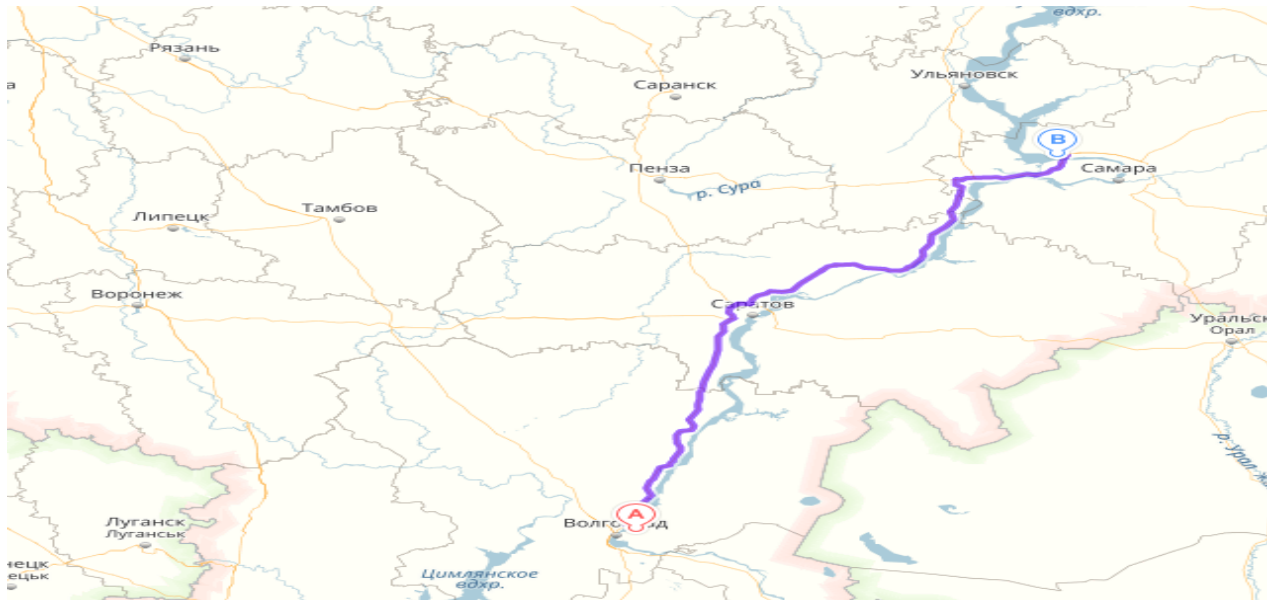 вдхр.
Рязань
Ульяновск
а
Саранск
B
Пенза
Самара
р. Сура
Тамбов
Липецк
Воронеж
Саратов
Уральск
Орал
р. Урал
A
Волгоград
Луганск
Луганськ
нецк
нецьк
Цимлянское
вдхр.